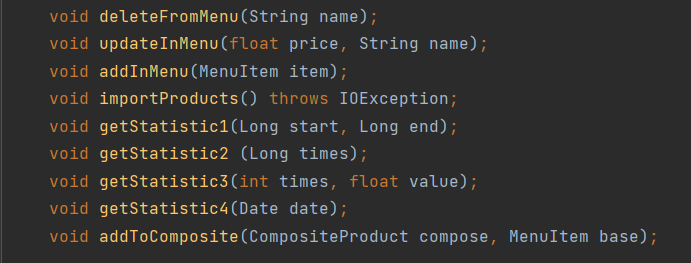 void deleteFromMenu(String name);
void updateInMenu(float price, String name);
void addInMenu(MenuItem item);
void importProducts() throws IOException;
void getStatistic1(Long start, Long end);
void getStatistic2 (Long times);
void getStatistic3(int times, float value);
void getStatistic4(Date date);
void addToComposite(CompositeProduct compose, MenuItem base);